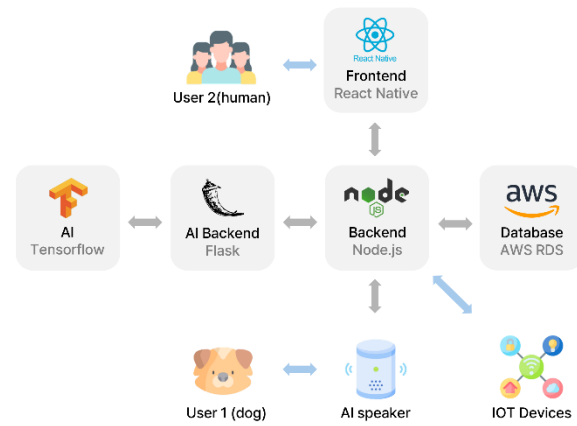 React Native
Frontend
React Native
User 2(human)
AI
Tensorflow
AI Backend
Flask
node
JS
Backend
Node.js
aws
Database
AWS RDS
User 1 (dog)
AI speaker
IOT Devices